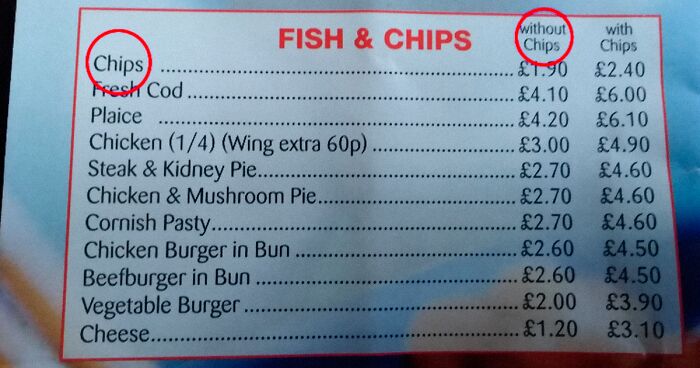 FISH & CHIPS without Chips with Chips
Chips ........ £1.90 £2.40
Fresh Cod ........ £4.10 £6.00
Plaice ........ £4.20 £6.10
Chicken (1/4) (Wing extra 60p) ........ £3.00 £4.90
Steak & Kidney Pie........ £2.70 £4.60
Chicken & Mushroom Pie........ £2.70 £4.60
Cornish Pasty........ £2.70 £4.60
Chicken Burger in Bun ........ £2.60 £4.50
Beefburger in Bun ........ £2.60 £4.50
Vegetable Burger ........ £2.00 £3.90
Cheese........ £1.20 £3.10